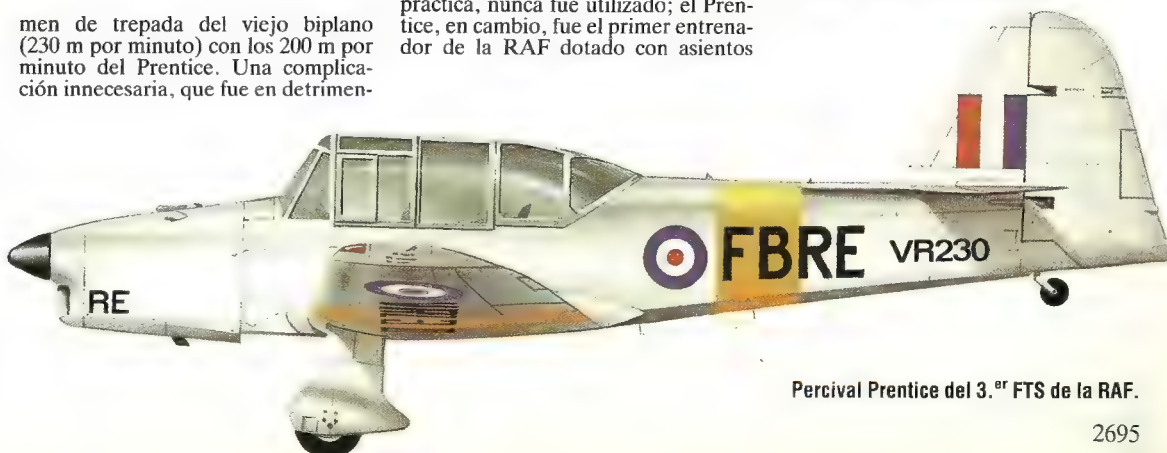 men de trepada del viejo biplano
(230 m por minuto) con los 200 m por
minuto del Prentice. Una complica-
ción innecesaria, que fue en detrimen-
práctica, nunca fue utilizado; el Pren-
tice, en cambio, fue el primer entrena-
dor de la RAF dotado con asientos
FBRE VR230
RE
Percival Prentice del 3.er FTS de la RAF.
2695